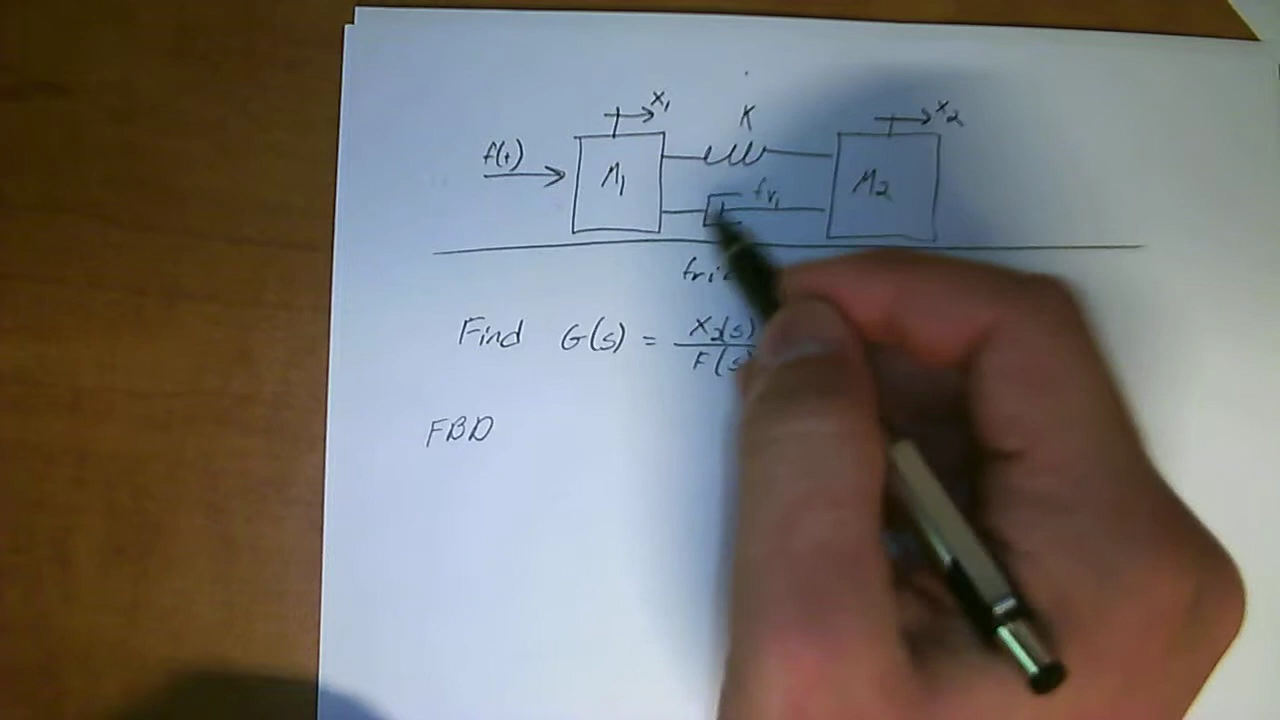 x₁ K x₂
f(t) M₁ fv₁ M₂
Find G(s) = X₂(s) / F(s)
FBD